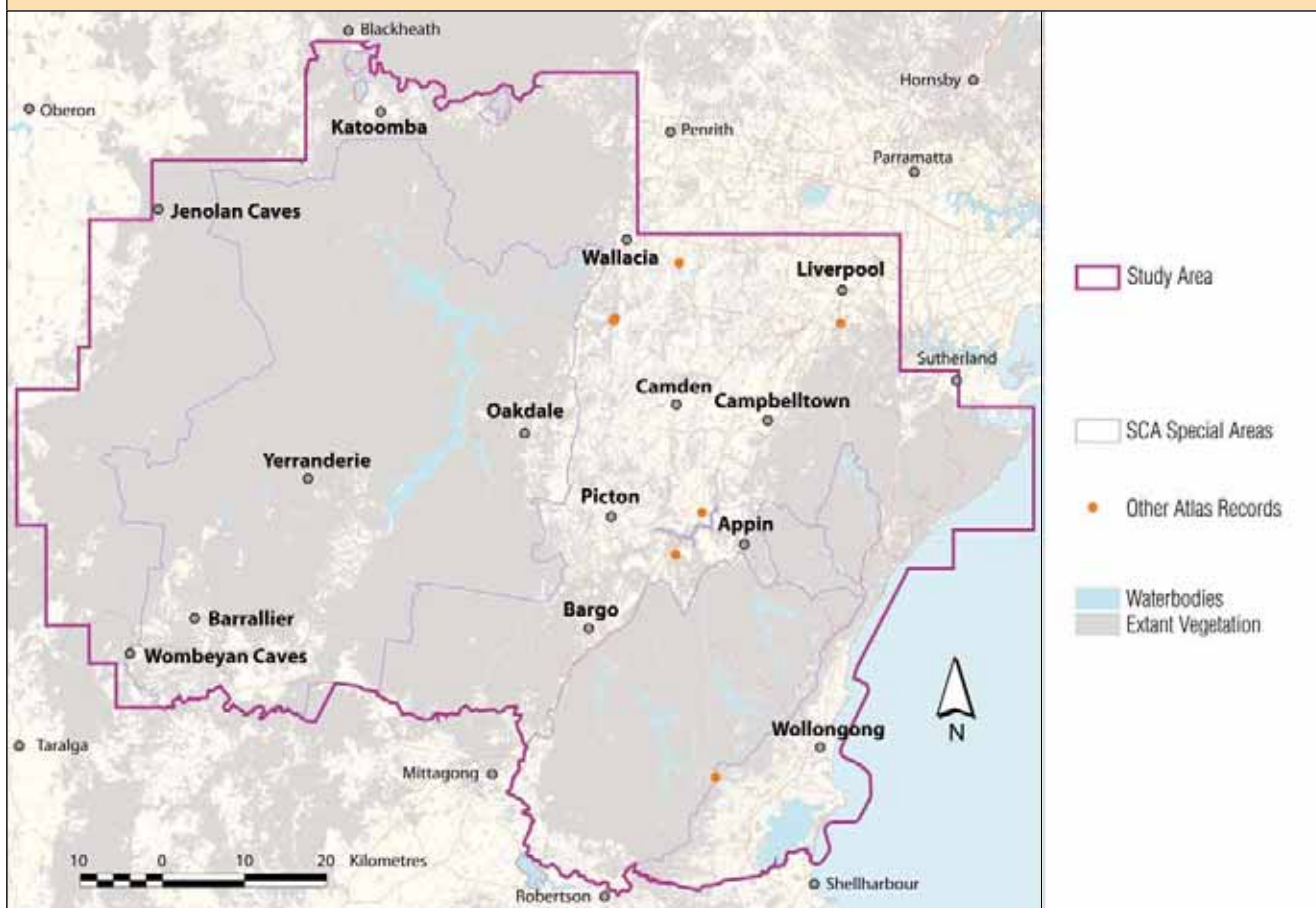 Blackheath
Hornsby
Oberon
Katoomba
Penrith
Parramatta
Jenolan Caves
Wallacia
Liverpool
Study Area
Sutherland
Camden
Campbelltown
Oakdale
SCA Special Areas
Yerranderie
Picton
Appin
Other Atlas Records
Waterbodies
Extant Vegetation
Bargo
Barrallier
Wombeyan Caves
N
Wollongong
Taralga
Mittagong
10 0 10 20 Kilometres
Shellharbour
Robertson